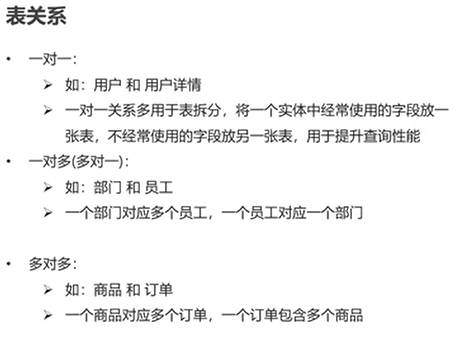 表关系
• 一对一：
➢ 如：用户 和 用户详情
➢ 一对一关系多用于表拆分，将一个实体中经常使用的字段放一
张表，不经常使用的字段放另一张表，用于提升查询性能
• 一对多(多对一)：
➢ 如：部门 和 员工
➢ 一个部门对应多个员工，一个员工对应一个部门
• 多对多：
➢ 如：商品 和 订单
➢ 一个商品对应多个订单，一个订单包含多个商品